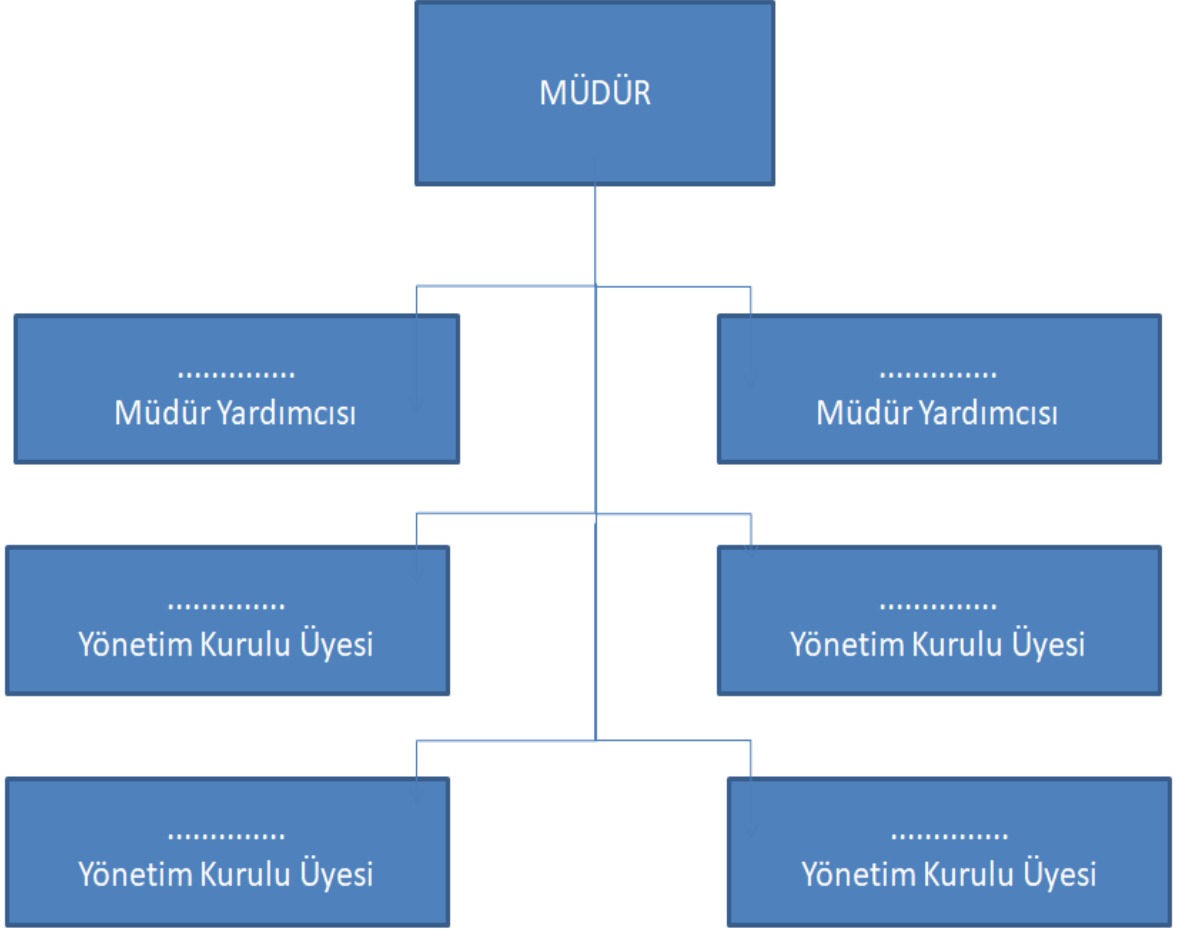 MÜDÜR
..............
Müdür Yardımcısı
..............
Müdür Yardımcısı
..............
Yönetim Kurulu Üyesi
..............
Yönetim Kurulu Üyesi
..............
Yönetim Kurulu Üyesi
..............
Yönetim Kurulu Üyesi